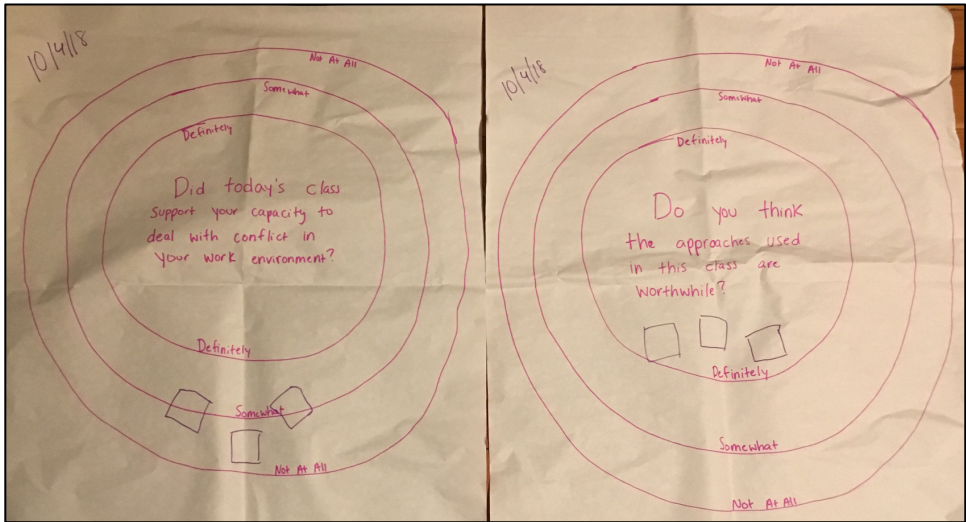 10/4/18
Not At All
Somewhat
Definitely
Did today's class
support your capacity to
deal with conflict in
your work environment?
Definitely
Somewhat
Not At All
10/4/18
Not At All
Somewhat
Definitely
Do you think
the approaches used
in this class are
worthwhile?
Definitely
Somewhat
Not At All